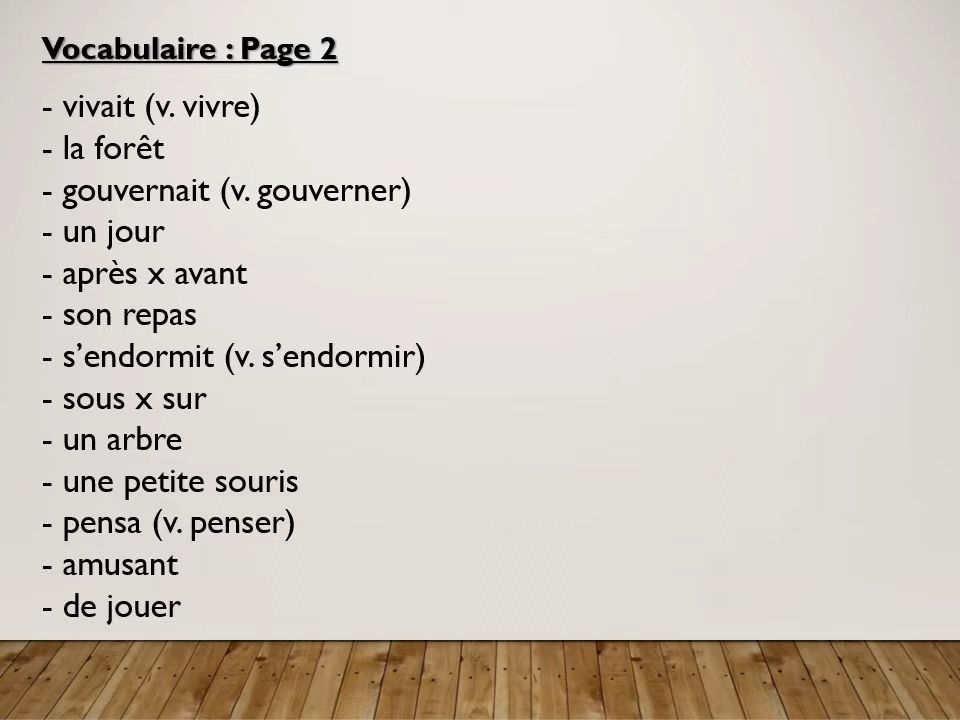 Vocabulaire : Page 2
- vivait (v. vivre)
- la forêt
- gouvernait (v. gouverner)
- un jour
- après x avant
- son repas
- s’endormit (v. s’endormir)
- sous x sur
- un arbre
- une petite souris
- pensa (v. penser)
- amusant
- de jouer